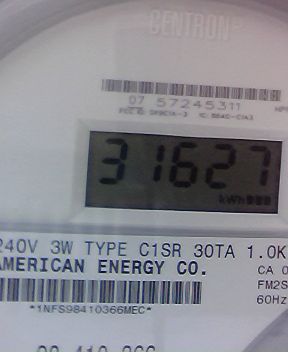 CENTRON
07 57245311
31627
kWh
240V 3W TYPE C1SR 30TA 1.0K
AMERICAN ENERGY CO.
CA 0
FM2S
60Hz
*1NFS98410366MEC*